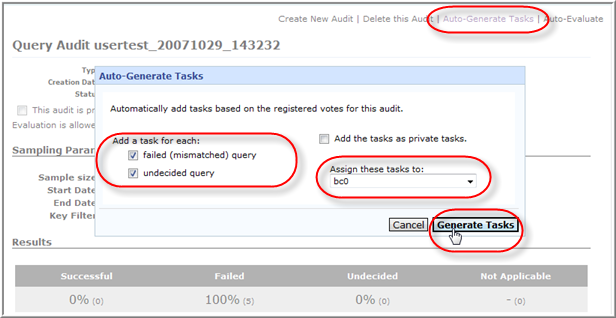 Create New Audit | Delete this Audit | Auto-Generate Tasks | Auto-Evaluate
Query Audit usertest_20071029_143232
Auto-Generate Tasks
Automatically add tasks based on the registered votes for this audit.
Add a task for each:
failed (mismatched) query
undecided query
Add the tasks as private tasks.
Assign these tasks to:
bc0
Cancel
Generate Tasks
Typ
Creation Dat
Statu
This audit is pr
Evaluation is allowe
Sampling Parar
Sample size
Start Date
End Date
Key Filter
Results
Successful Failed Undecided Not Applicable
0% (0) 100% (5) 0% (0) - (0)